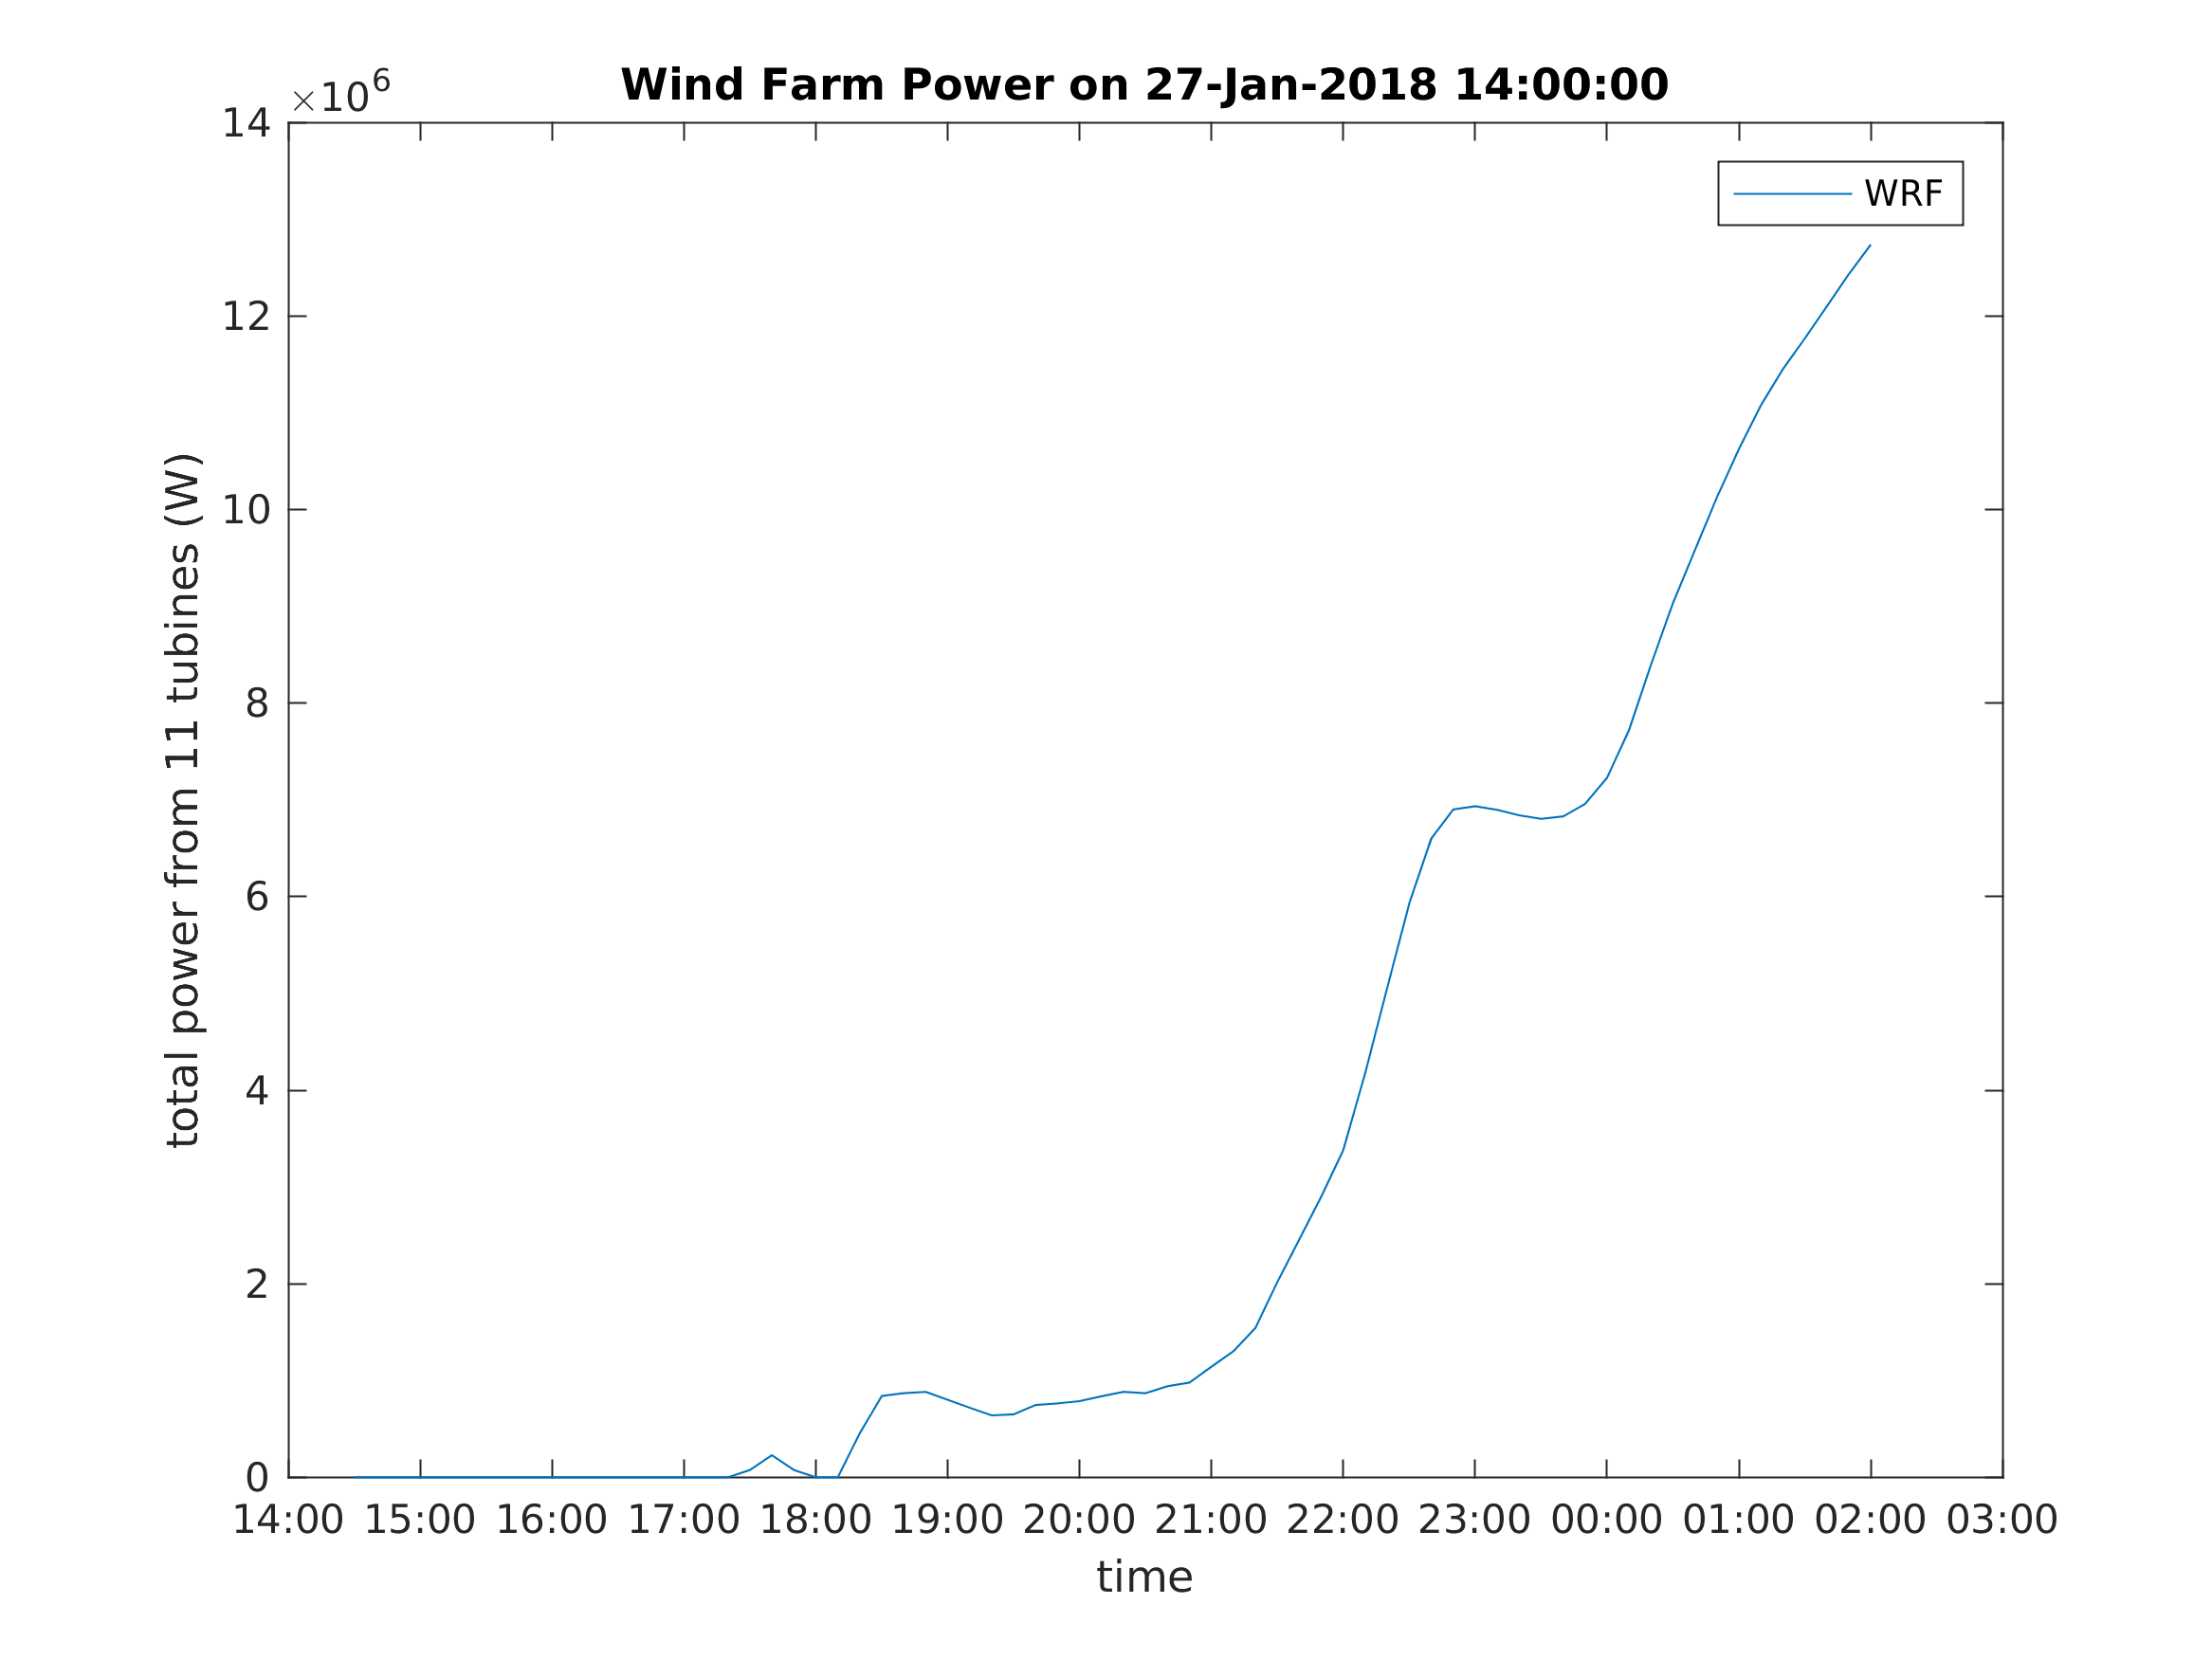 Wind Farm Power on 27-Jan-2018 14:00:00
×10⁶
14
12
10
8
6
4
2
0
total power from 11 tubines (W)
WRF
14:00 15:00 16:00 17:00 18:00 19:00 20:00 21:00 22:00 23:00 00:00 01:00 02:00 03:00
time